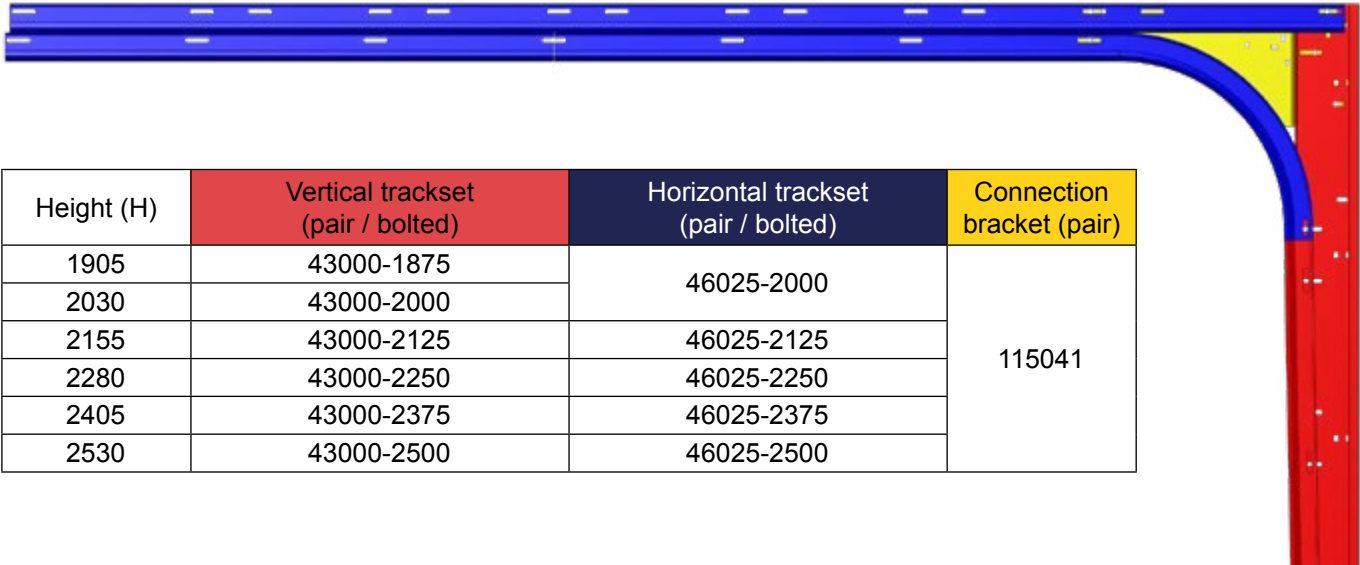 Height (H)
Vertical trackset
(pair / bolted)
Horizontal trackset
(pair / bolted)
Connection
bracket (pair)
1905
43000-1875
46025-2000
2030
43000-2000
2155
43000-2125
46025-2125
115041
2280
43000-2250
46025-2250
2405
43000-2375
46025-2375
2530
43000-2500
46025-2500